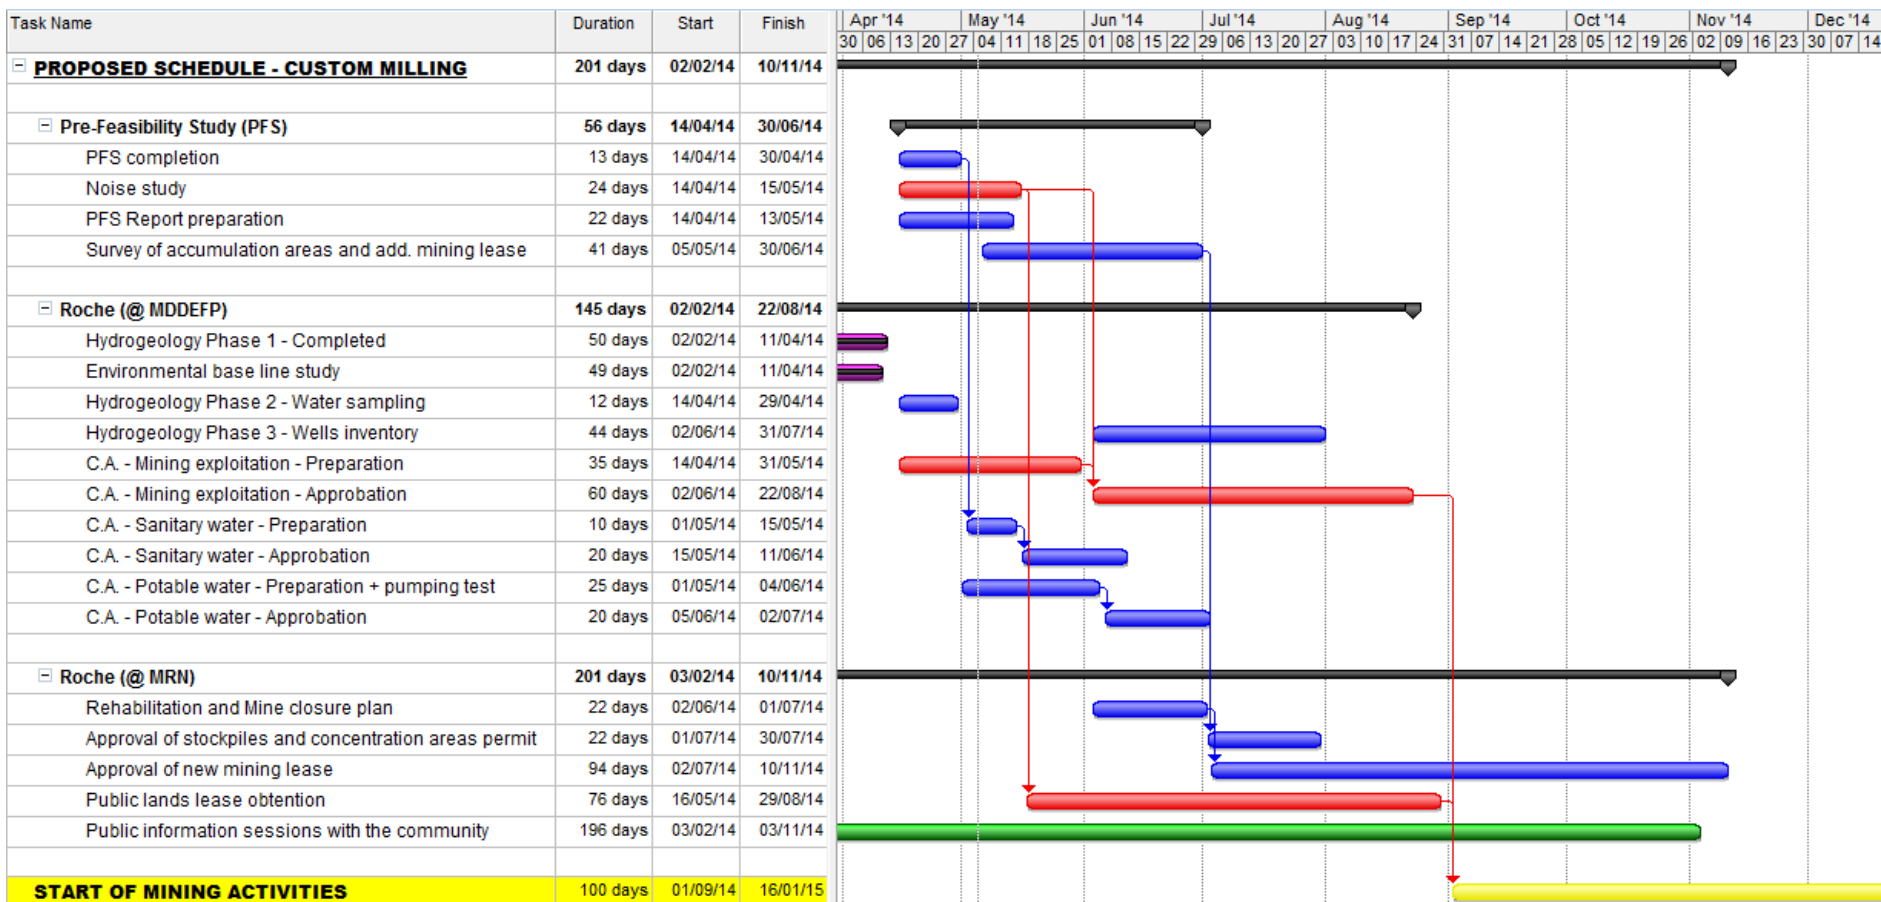 Task Name Duration Start Finish Apr '14 May '14 Jun '14 Jul '14 Aug '14 Sep '14 Oct '14 Nov '14 Dec '14
30 06 13 20 27 04 11 18 25 01 08 15 22 29 06 13 20 27 03 10 17 24 31 07 14 21 28 05 12 19 26 02 09 16 23 30 07 14
PROPOSED SCHEDULE - CUSTOM MILLING 201 days 02/02/14 10/11/14
Pre-Feasibility Study (PFS) 56 days 14/04/14 30/06/14
PFS completion 13 days 14/04/14 30/04/14
Noise study 24 days 14/04/14 15/05/14
PFS Report preparation 22 days 14/04/14 13/05/14
Survey of accumulation areas and add. mining lease 41 days 05/05/14 30/06/14
Roche (@ MDDEFP) 145 days 02/02/14 22/08/14
Hydrogeology Phase 1 - Completed 50 days 02/02/14 11/04/14
Environmental base line study 49 days 02/02/14 11/04/14
Hydrogeology Phase 2 - Water sampling 12 days 14/04/14 29/04/14
Hydrogeology Phase 3 - Wells inventory 44 days 02/06/14 31/07/14
C.A. - Mining exploitation - Preparation 35 days 14/04/14 31/05/14
C.A. - Mining exploitation - Approbation 60 days 02/06/14 22/08/14
C.A. - Sanitary water - Preparation 10 days 01/05/14 15/05/14
C.A. - Sanitary water - Approbation 20 days 15/05/14 11/06/14
C.A. - Potable water - Preparation + pumping test 25 days 01/05/14 04/06/14
C.A. - Potable water - Approbation 20 days 05/06/14 02/07/14
Roche (@ MRN) 201 days 03/02/14 10/11/14
Rehabilitation and Mine closure plan 22 days 02/06/14 01/07/14
Approval of stockpiles and concentration areas permit 22 days 01/07/14 30/07/14
Approval of new mining lease 94 days 02/07/14 10/11/14
Public lands lease obtention 76 days 16/05/14 29/08/14
Public information sessions with the community 196 days 03/02/14 03/11/14
START OF MINING ACTIVITIES 100 days 01/09/14 16/01/15